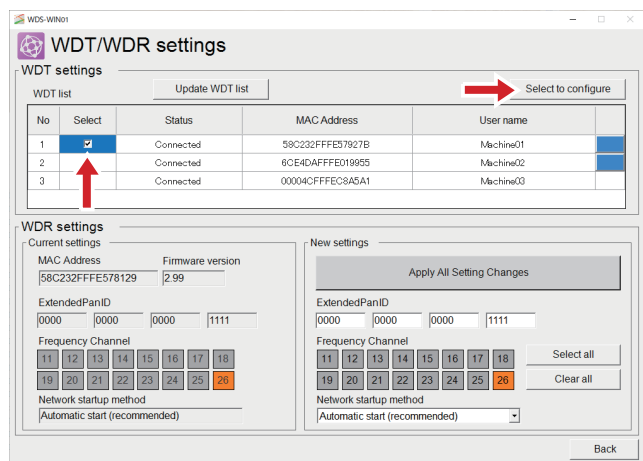 WDS-WIN01
WDT/WDR settings
WDT settings
WDT list
Update WDT list
Select to configure
No Select Status MAC Address User name
1 Connected 58C232FFFE57927B Machine01
2 Connected 6CE4DAFFFE019955 Machine02
3 Connected 00004CFFFEC8A5A1 Machine03
WDR settings
Current settings
MAC Address Firmware version
58C232FFFE578129 2.99
ExtendedPanID
0000 0000 0000 1111
Frequency Channel
11 12 13 14 15 16 17 18
19 20 21 22 23 24 25 26
Network startup method
Automatic start (recommended)
New settings
Apply All Setting Changes
ExtendedPanID
0000 0000 0000 1111
Frequency Channel
11 12 13 14 15 16 17 18 Select all
19 20 21 22 23 24 25 26 Clear all
Network startup method
Automatic start (recommended)
Back